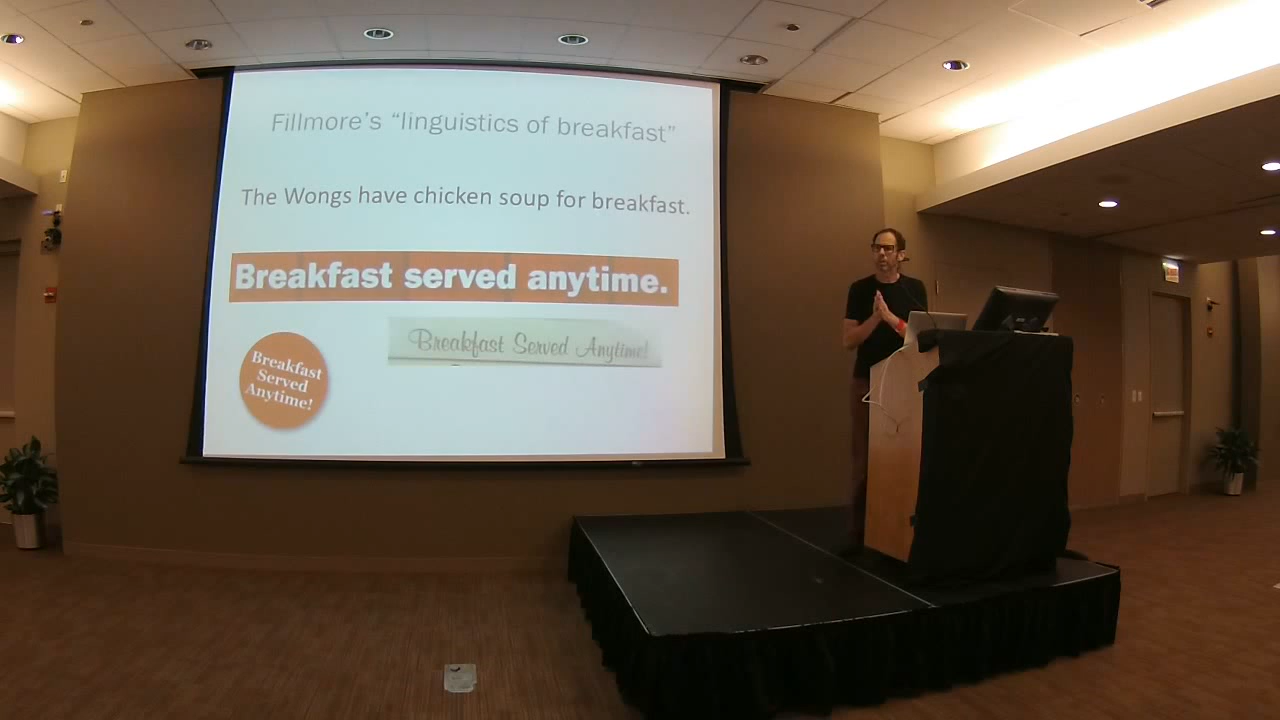 Fillmore's “linguistics of breakfast”
The Wongs have chicken soup for breakfast.
Breakfast served anytime.
Breakfast Served Anytime!
Breakfast
Served
Anytime!